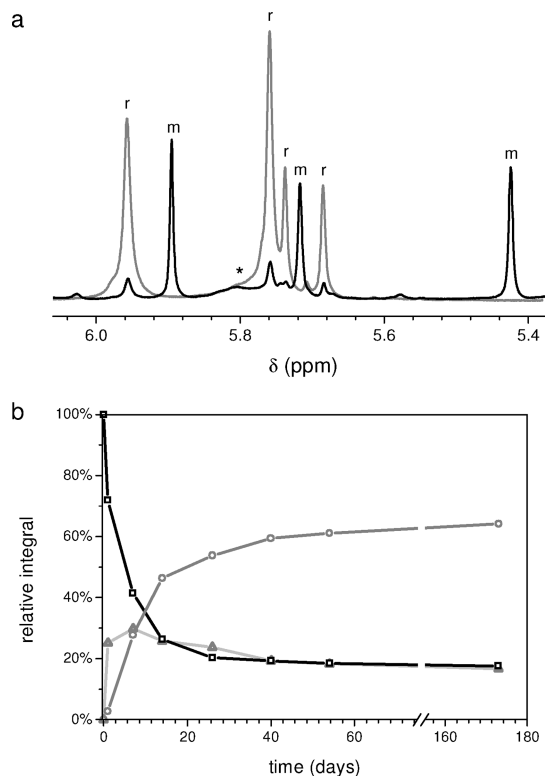 a
r
m
r
r
m
r
m
*
6.0 5.8 5.6 5.4
δ (ppm)
b
100%
80%
60%
40%
20%
0%
relative integral
0 20 40 60 160 180
time (days)